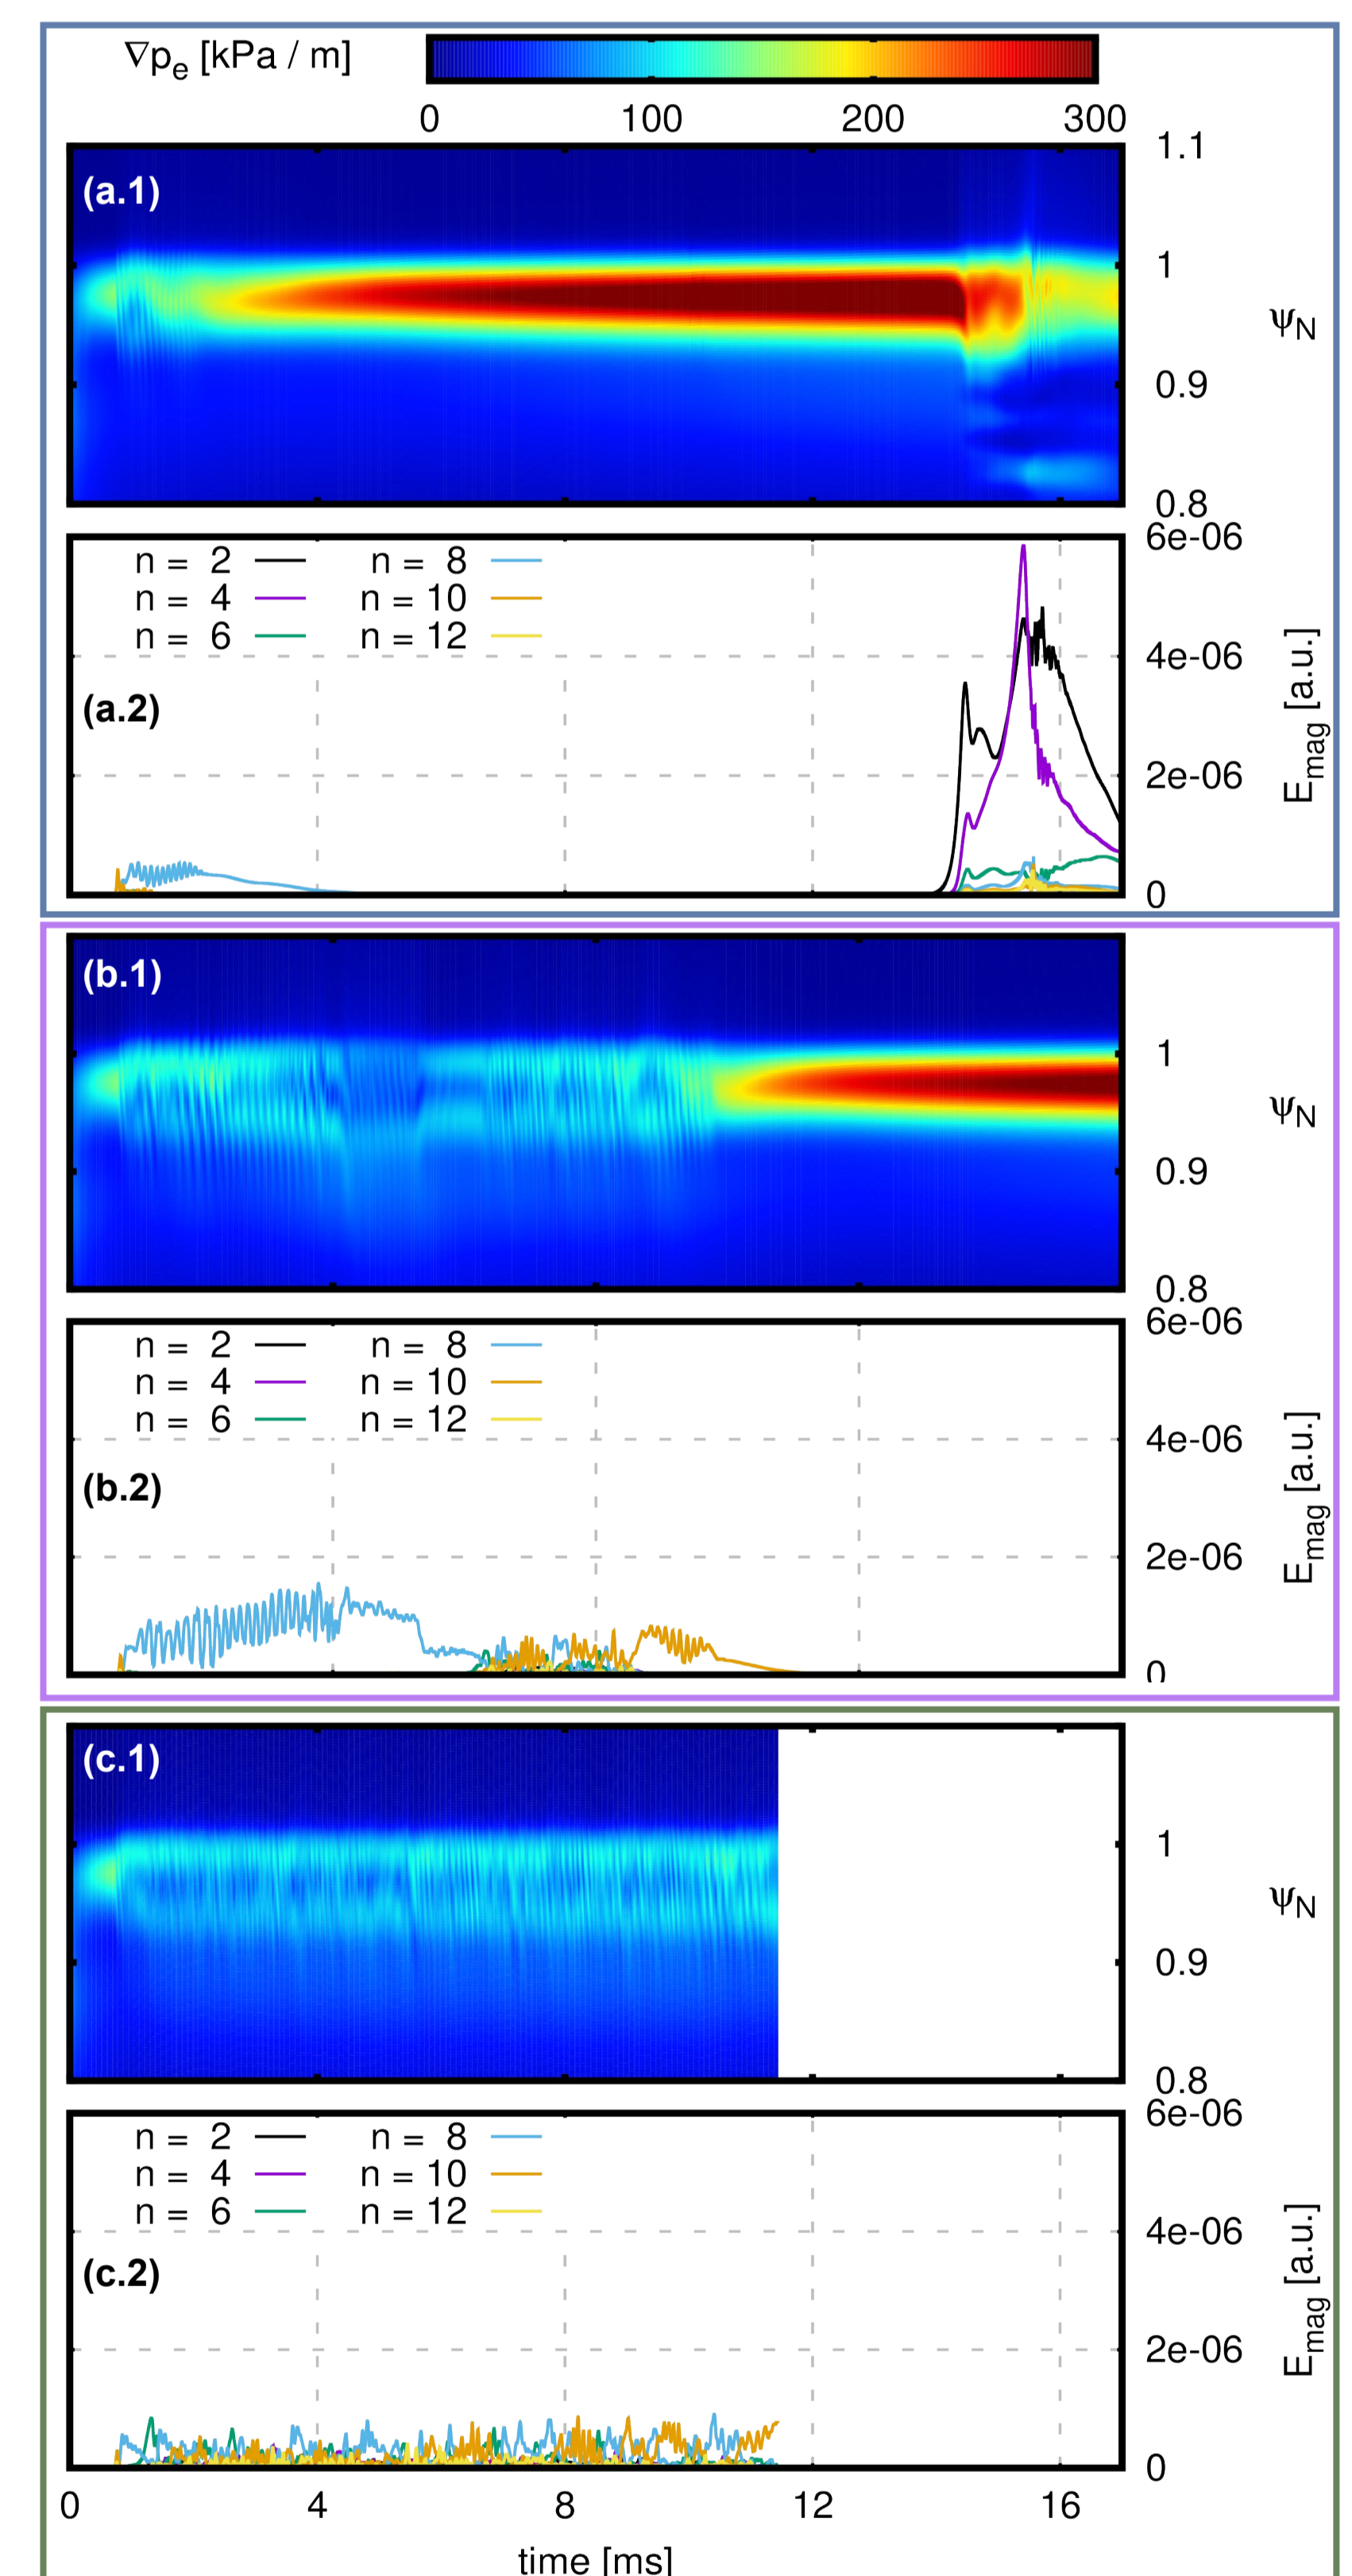 ∇pe [kPa / m]
0 100 200 300
1.1
(a.1)
1
ψN
0.9
0.8
6e-06
n = 2 n = 8
n = 4 n = 10
n = 6 n = 12
4e-06
(a.2)
Emag [a.u.]
2e-06
0
(b.1)
1
ψN
0.9
0.8
6e-06
n = 2 n = 8
n = 4 n = 10
n = 6 n = 12
4e-06
(b.2)
Emag [a.u.]
2e-06
0
(c.1)
1
ψN
0.9
0.8
6e-06
n = 2 n = 8
n = 4 n = 10
n = 6 n = 12
4e-06
(c.2)
Emag [a.u.]
2e-06
0
0 4 8 12 16
time [ms]